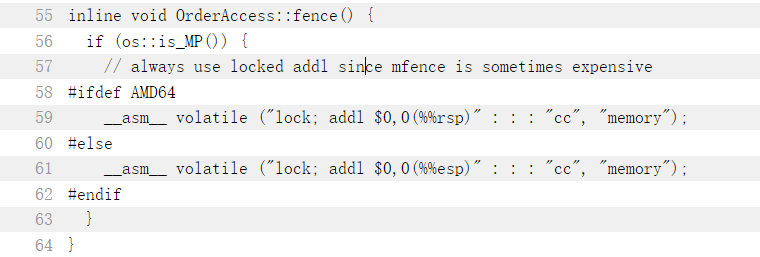 55 inline void OrderAccess::fence() {
56   if (os::is_MP()) {
57     // always use locked addl since mfence is sometimes expensive
58 #ifdef AMD64
59     __asm__ volatile ("lock; addl $0,0(%%rsp)" : : : "cc", "memory");
60 #else
61     __asm__ volatile ("lock; addl $0,0(%%esp)" : : : "cc", "memory");
62 #endif
63   }
64 }